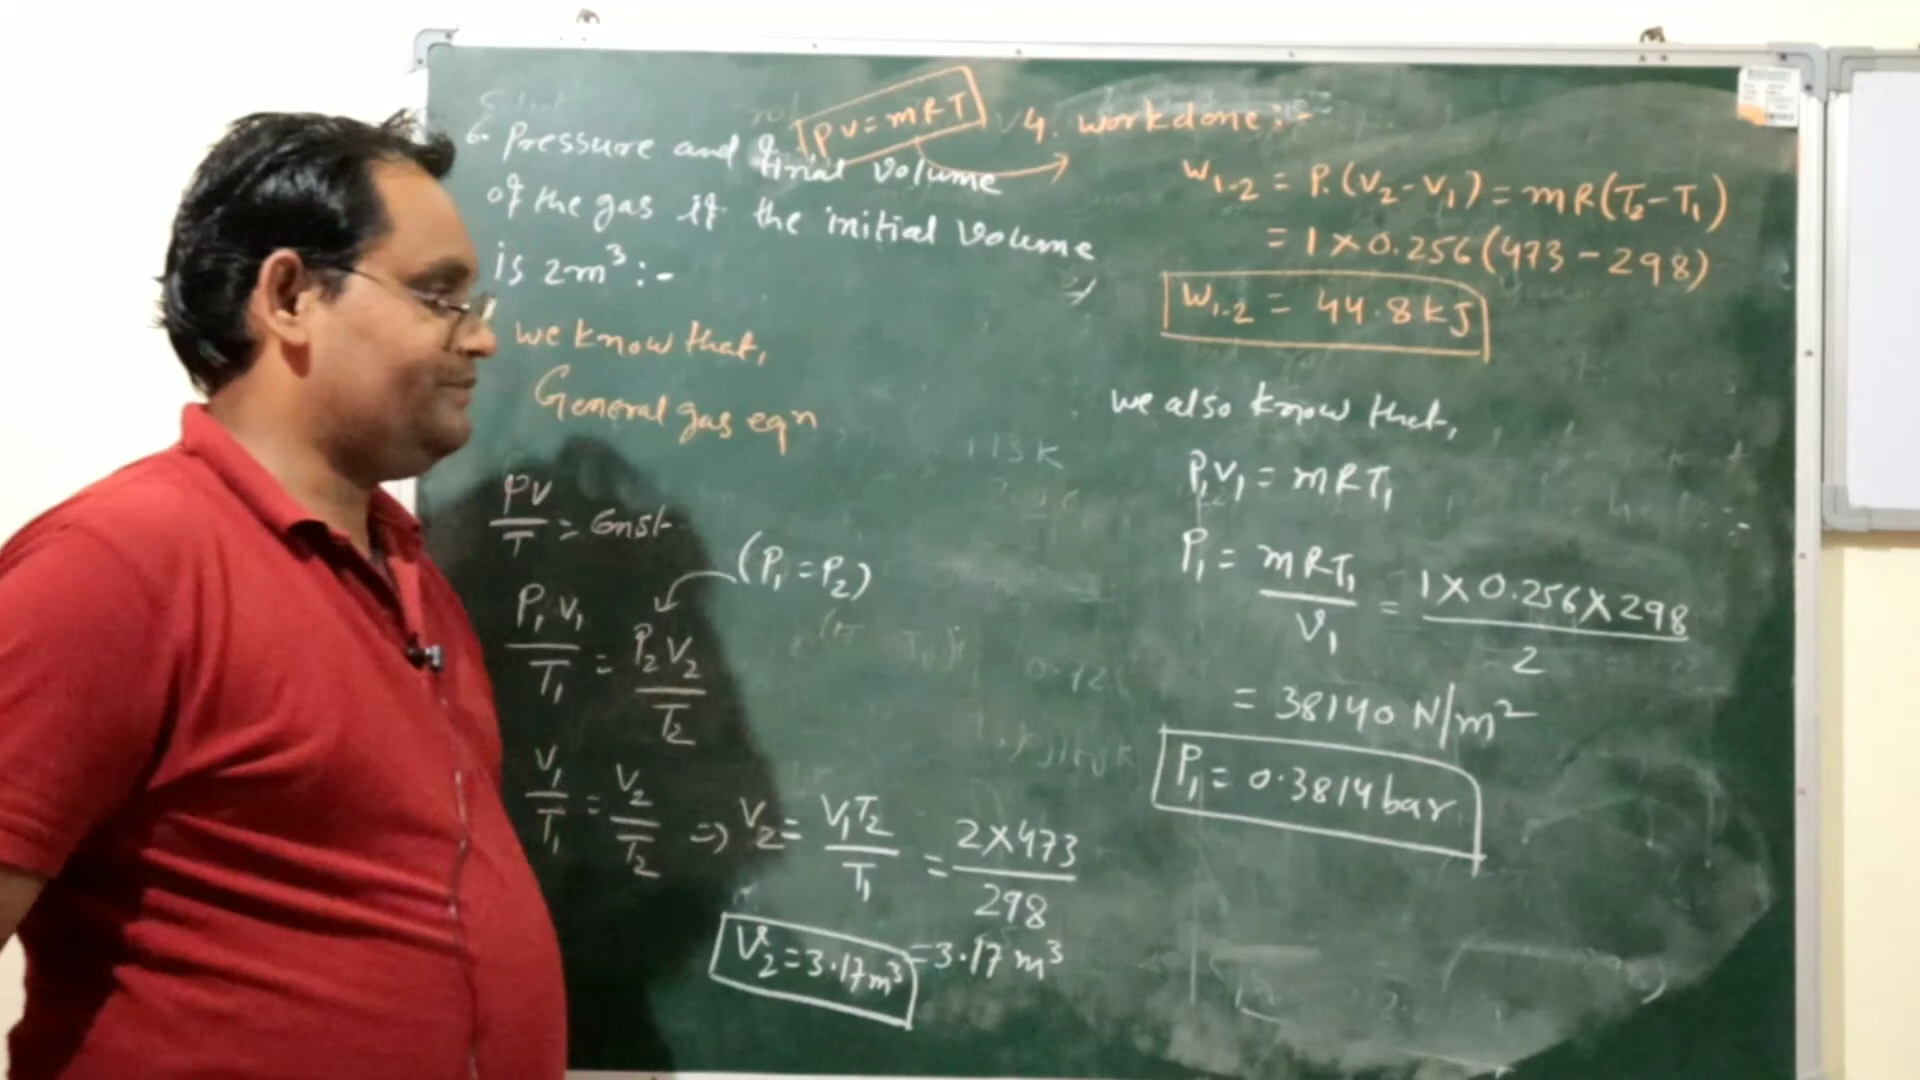 PV = mRT
6. Pressure and final volume
of the gas if the initial volume
is 2m³ :-
we know that,
General gas eqn
PV/T = Const
(P₁ = P₂)
P₁V₁/T₁ = P₂V₂/T₂
V₁/T₁ = V₂/T₂ => V₂ = V₁T₂/T₁ = 2×473/298
V₂ = 3.17m³ = 3.17 m³
4. workdone :-
W₁₋₂ = P.(V₂ - V₁) = mR(T₂ - T₁)
= 1 × 0.256 (473 - 298)
W₁₋₂ = 44.8 kJ
we also know that,
P₁V₁ = mRT₁
P₁ = mRT₁/V₁ = 1×0.256×298/2
= 38140 N/m²
P₁ = 0.3814 bar